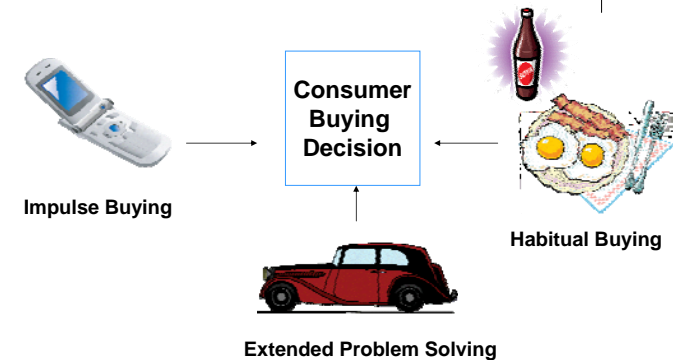 Consumer
Buying
Decision
Impulse Buying
Habitual Buying
Extended Problem Solving